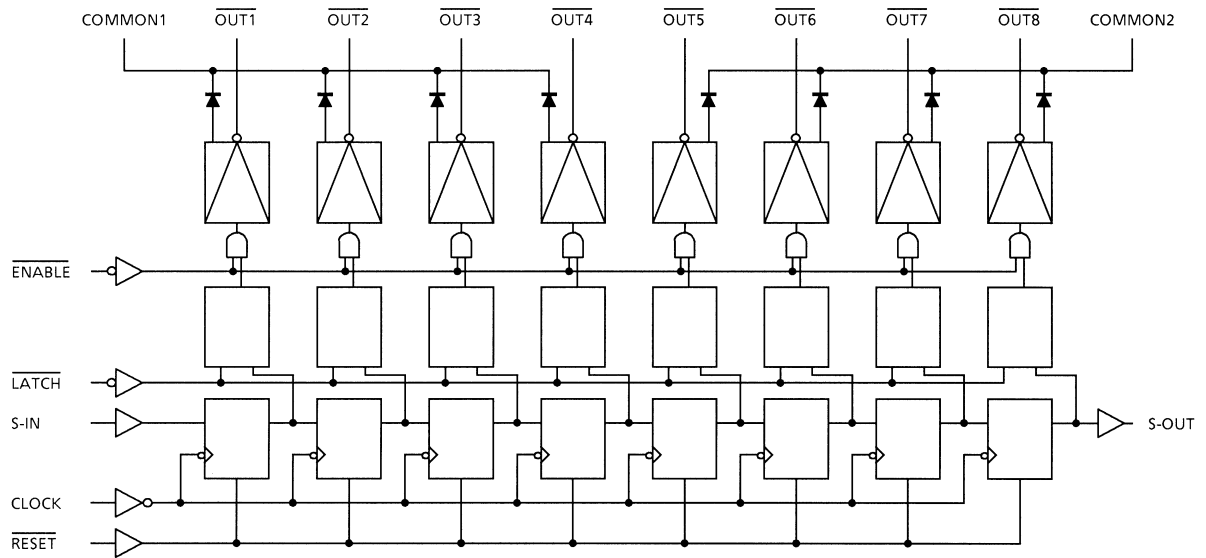 COMMON1 OUT1 OUT2 OUT3 OUT4 OUT5 OUT6 OUT7 OUT8 COMMON2
ENABLE
LATCH
S-IN S-OUT
CLOCK
RESET